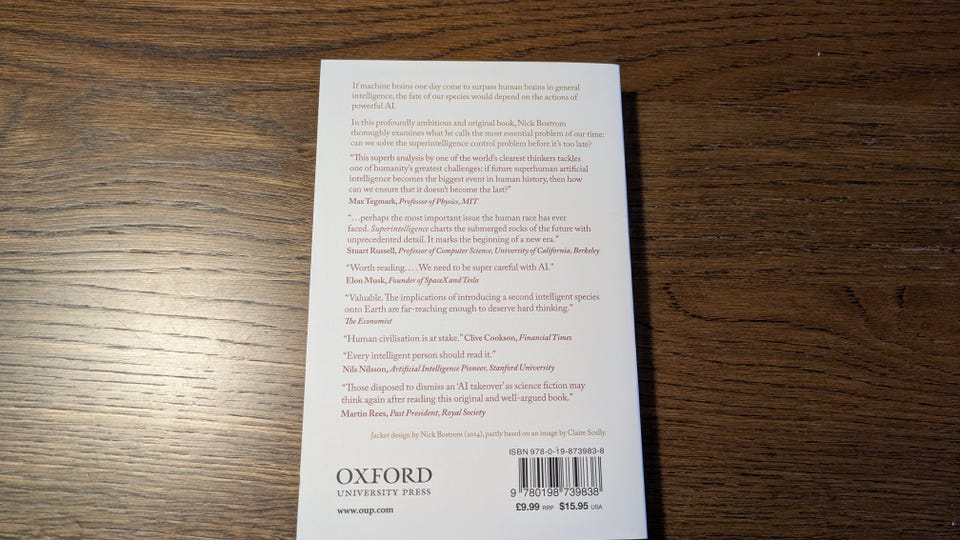 If machine brains one day come to surpass human brains in general
intelligence, the fate of our species would depend on the actions of
powerful AI.
In this profoundly ambitious and original book, Nick Bostrom
thoroughly examines what he calls the most essential problem of our time:
can we solve the superintelligence control problem before it's too late?
"This superb analysis by one of the world's clearest thinkers tackles
one of humanity's greatest challenges: if future superhuman artificial
intelligence becomes the biggest event in human history, then how
can we ensure that it doesn't become the last?"
Max Tegmark, Professor of Physics, MIT
"…perhaps the most important issue the human race has ever
faced. Superintelligence charts the submerged rocks of the future with
unprecedented detail. It marks the beginning of a new era."
Stuart Russell, Professor of Computer Science, University of California, Berkeley
"Worth reading. … We need to be super careful with AI."
Elon Musk, Founder of SpaceX and Tesla
"Valuable. The implications of introducing a second intelligent species
onto Earth are far-reaching enough to deserve hard thinking."
The Economist
"Human civilisation is at stake." Clive Cookson, Financial Times
"Every intelligent person should read it."
Nils Nilsson, Artificial Intelligence Pioneer, Stanford University
"Those disposed to dismiss an 'AI takeover' as science fiction may
think again after reading this original and well-argued book."
Martin Rees, Past President, Royal Society
Jacket design by Nick Bostrom (2014), partly based on an image by Claire Scully.
ISBN 978-0-19-873983-8
OXFORD
UNIVERSITY PRESS
www.oup.com
9 780198 739838
£9.99 RRP $15.95 USA